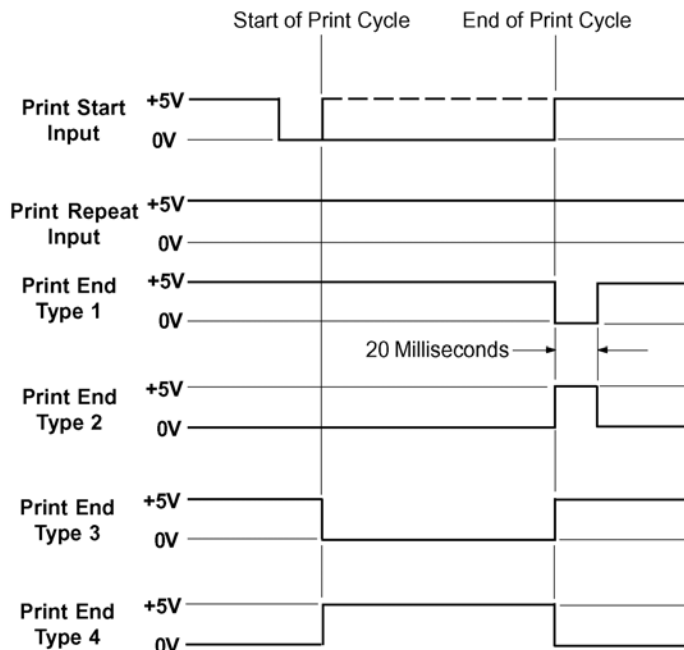 Start of Print Cycle End of Print Cycle
Print Start Input +5V 0V
Print Repeat Input +5V 0V
Print End Type 1 +5V 0V
20 Milliseconds
Print End Type 2 +5V 0V
Print End Type 3 +5V 0V
Print End Type 4 +5V 0V